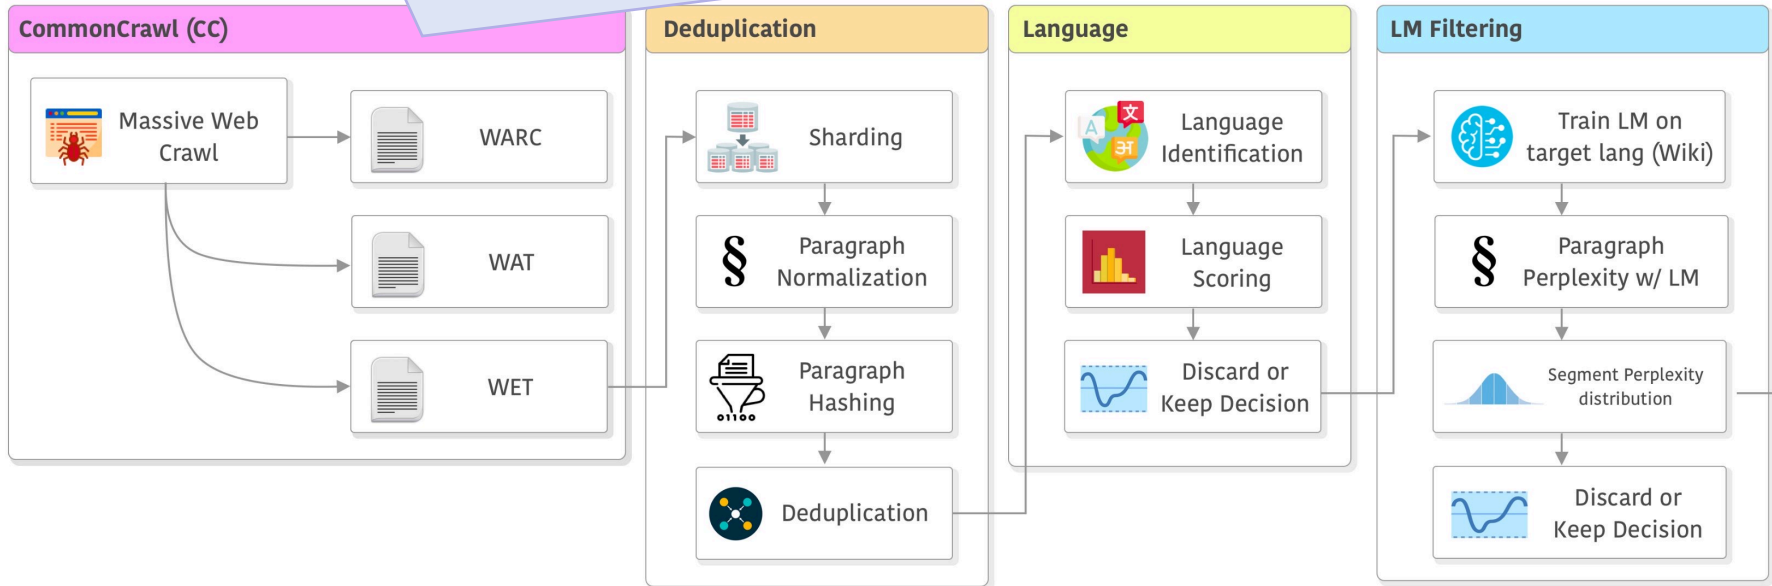 CommonCrawl (CC)
Massive Web
Crawl
WARC
WAT
WET
Deduplication
Sharding
§
Paragraph
Normalization
Paragraph
Hashing
01100
Deduplication
Language
A
文
अ
Language
Identification
Language
Scoring
Discard or
Keep Decision
LM Filtering
Train LM on
target lang (Wiki)
§
Paragraph
Perplexity w/ LM
Segment Perplexity
distribution
Discard or
Keep Decision